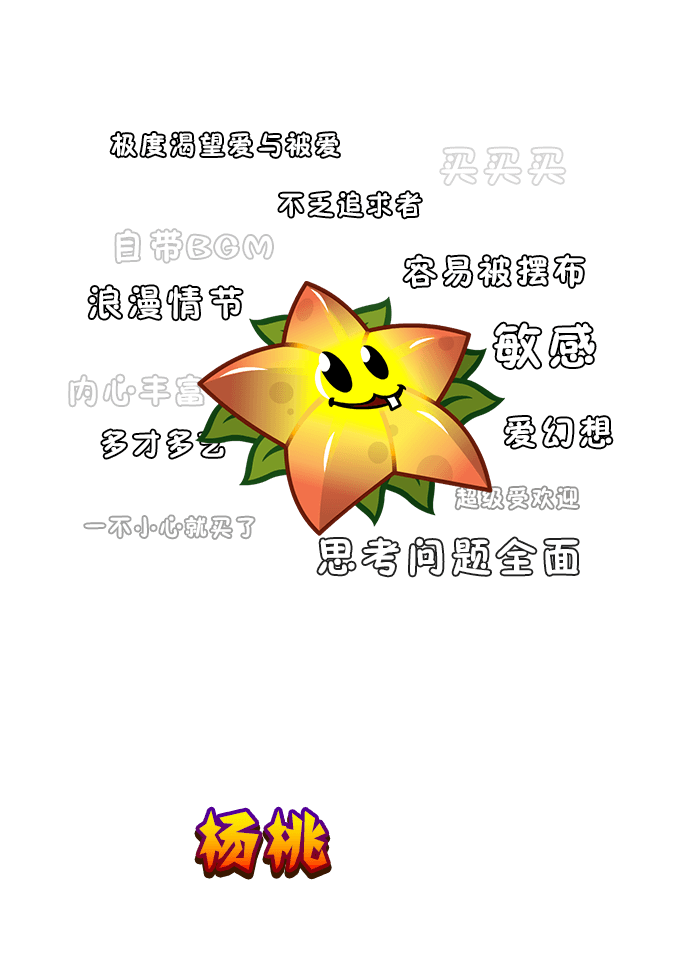 极度渴望爱与被爱
买买买
不乏追求者
自带BGM
容易被摆布
浪漫情节
敏感
内心丰富
多才多艺
爱幻想
超级受欢迎
一不小心就买了
思考问题全面
杨桃